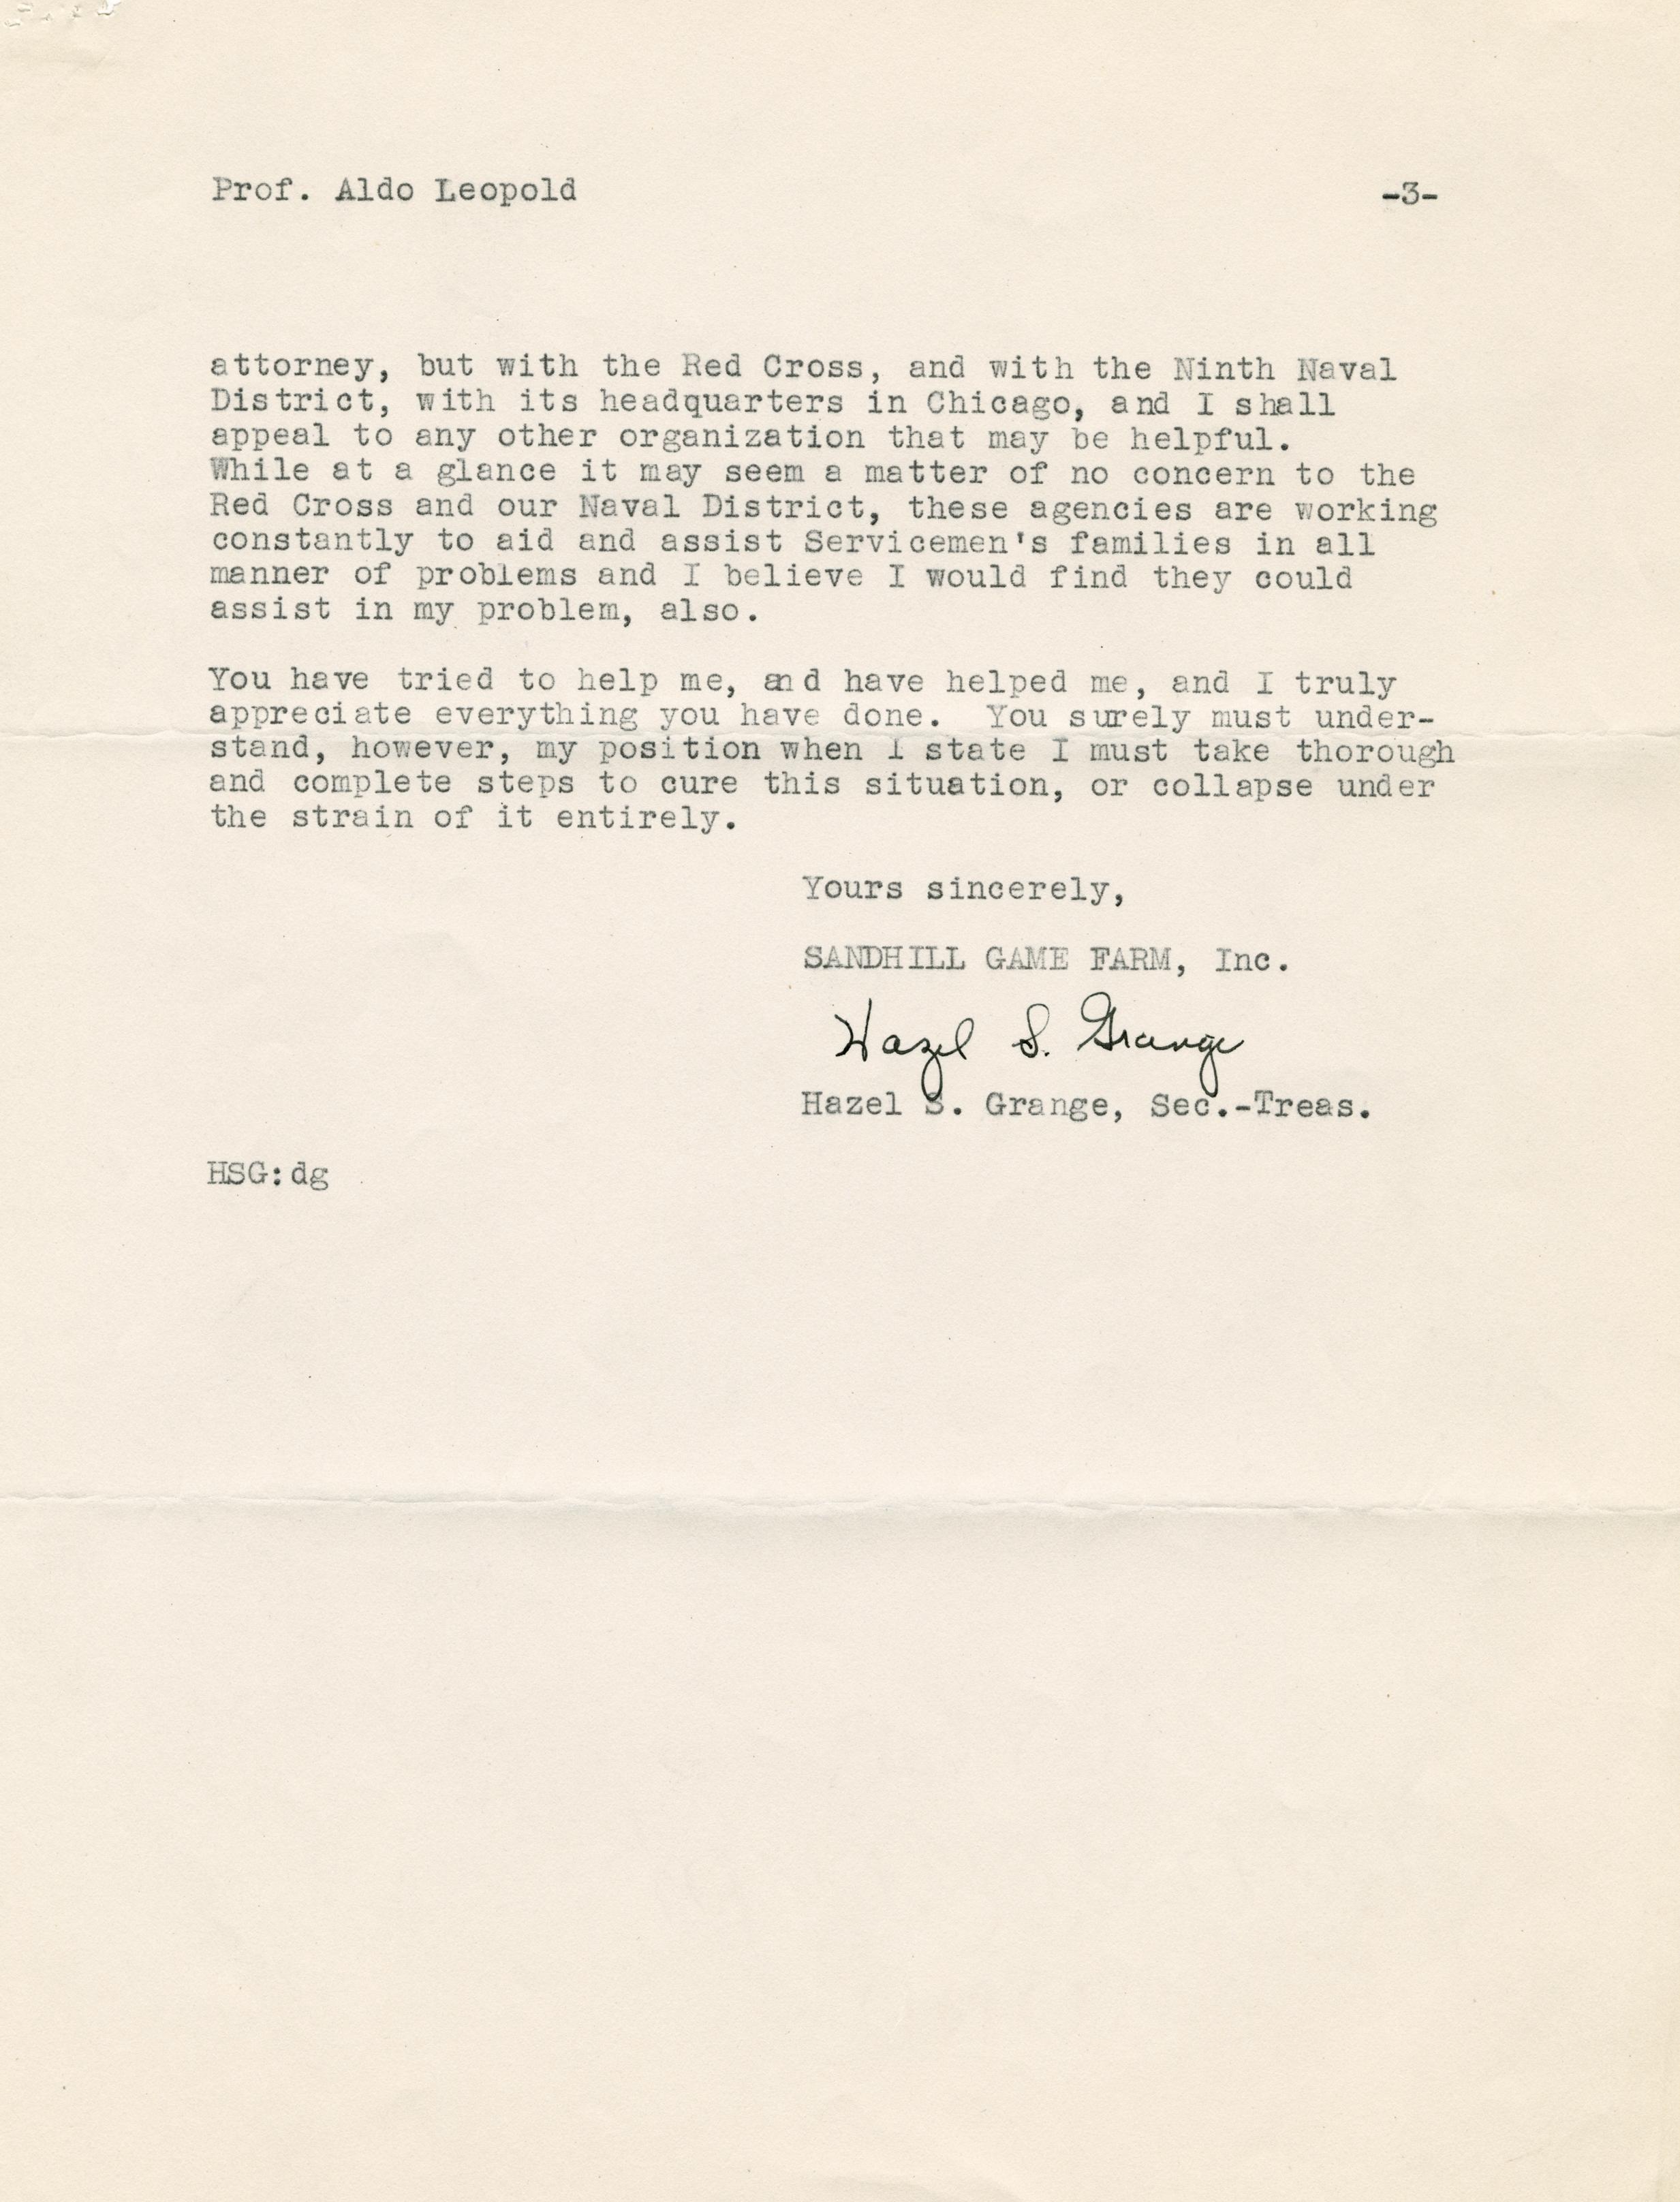 Prof. Aldo Leopold -3-
attorney, but with the Red Cross, and with the Ninth Naval
District, with its headquarters in Chicago, and I shall
appeal to any other organization that may be helpful.
While at a glance it may seem a matter of no concern to the
Red Cross and our Naval District, these agencies are working
constantly to aid and assist Servicemen's families in all
manner of problems and I believe I would find they could
assist in my problem, also.
You have tried to help me, and have helped me, and I truly
appreciate everything you have done.  You surely must under-
stand, however, my position when I state I must take thorough
and complete steps to cure this situation, or collapse under
the strain of it entirely.
Yours sincerely,
SANDHILL GAME FARM, Inc.
Hazel S. Grange
Hazel S. Grange, Sec.-Treas.
HSG:dg